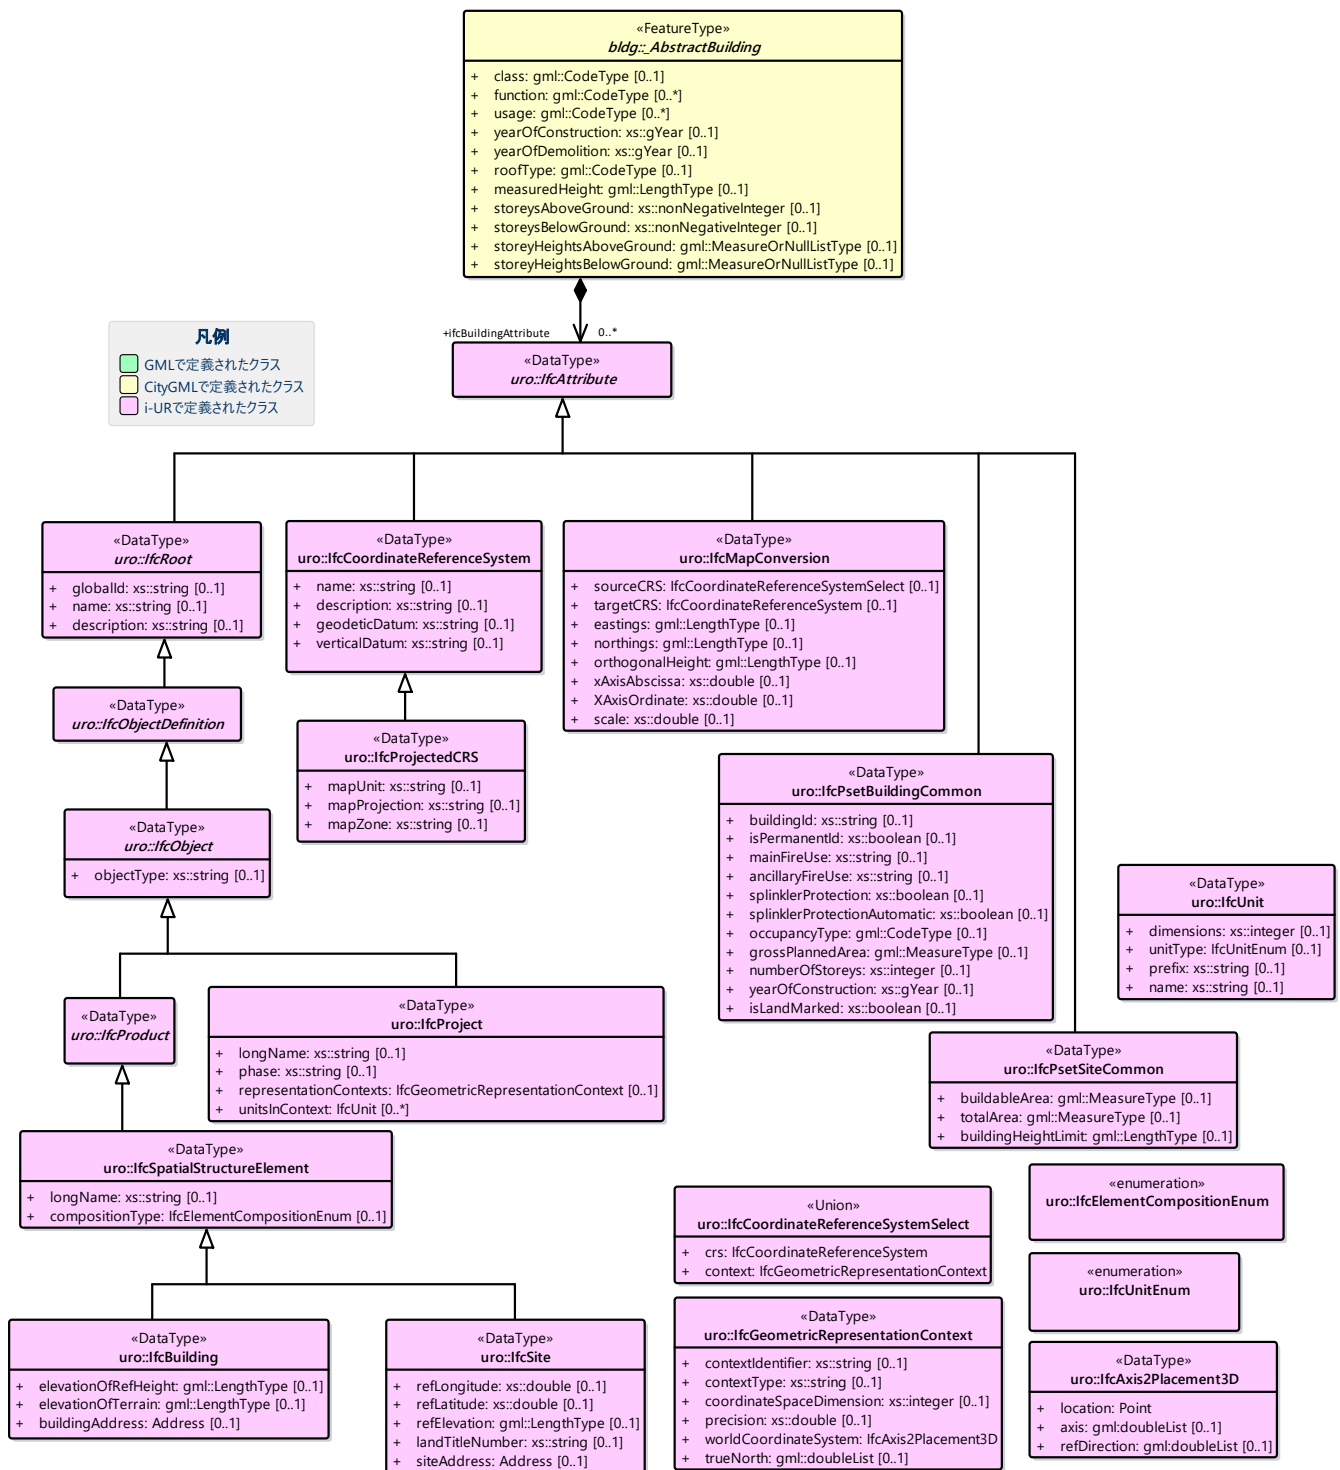 «FeatureType»
bldg::_AbstractBuilding
+ class: gml::CodeType [0..1]
+ function: gml::CodeType [0..*]
+ usage: gml::CodeType [0..*]
+ yearOfConstruction: xs::gYear [0..1]
+ yearOfDemolition: xs::gYear [0..1]
+ roofType: gml::CodeType [0..1]
+ measuredHeight: gml::LengthType [0..1]
+ storeysAboveGround: xs::nonNegativeInteger [0..1]
+ storeysBelowGround: xs::nonNegativeInteger [0..1]
+ storeyHeightsAboveGround: gml::MeasureOrNullListType [0..1]
+ storeyHeightsBelowGround: gml::MeasureOrNullListType [0..1]
+ifcBuildingAttribute 0..*
凡例
GMLで定義されたクラス
CityGMLで定義されたクラス
i-URで定義されたクラス
«DataType»
uro::IfcAttribute
«DataType»
uro::IfcRoot
+ globalId: xs::string [0..1]
+ name: xs::string [0..1]
+ description: xs::string [0..1]
«DataType»
uro::IfcCoordinateReferenceSystem
+ name: xs::string [0..1]
+ description: xs::string [0..1]
+ geodeticDatum: xs::string [0..1]
+ verticalDatum: xs::string [0..1]
«DataType»
uro::IfcMapConversion
+ sourceCRS: IfcCoordinateReferenceSystemSelect [0..1]
+ targetCRS: IfcCoordinateReferenceSystem [0..1]
+ eastings: gml::LengthType [0..1]
+ northings: gml::LengthType [0..1]
+ orthogonalHeight: gml::LengthType [0..1]
+ xAxisAbscissa: xs::double [0..1]
+ XAxisOrdinate: xs::double [0..1]
+ scale: xs::double [0..1]
«DataType»
uro::IfcObjectDefinition
«DataType»
uro::IfcProjectedCRS
+ mapUnit: xs::string [0..1]
+ mapProjection: xs::string [0..1]
+ mapZone: xs::string [0..1]
«DataType»
uro::IfcPsetBuildingCommon
+ buildingId: xs::string [0..1]
+ isPermanentId: xs::boolean [0..1]
+ mainFireUse: xs::string [0..1]
+ ancillaryFireUse: xs::string [0..1]
+ splinklerProtection: xs::boolean [0..1]
+ splinklerProtectionAutomatic: xs::boolean [0..1]
+ occupancyType: gml::CodeType [0..1]
+ grossPlannedArea: gml::MeasureType [0..1]
+ numberOfStoreys: xs::integer [0..1]
+ yearOfConstruction: xs::gYear [0..1]
+ isLandMarked: xs::boolean [0..1]
«DataType»
uro::IfcObject
+ objectType: xs::string [0..1]
«DataType»
uro::IfcUnit
+ dimensions: xs::integer [0..1]
+ unitType: IfcUnitEnum [0..1]
+ prefix: xs::string [0..1]
+ name: xs::string [0..1]
«DataType»
uro::IfcProduct
«DataType»
uro::IfcProject
+ longName: xs::string [0..1]
+ phase: xs::string [0..1]
+ representationContexts: IfcGeometricRepresentationContext [0..1]
+ unitsInContext: IfcUnit [0..*]
«DataType»
uro::IfcPsetSiteCommon
+ buildableArea: gml::MeasureType [0..1]
+ totalArea: gml::MeasureType [0..1]
+ buildingHeightLimit: gml::LengthType [0..1]
«DataType»
uro::IfcSpatialStructureElement
+ longName: xs::string [0..1]
+ compositionType: IfcElementCompositionEnum [0..1]
«Union»
uro::IfcCoordinateReferenceSystemSelect
+ crs: IfcCoordinateReferenceSystem
+ context: IfcGeometricRepresentationContext
«enumeration»
uro::IfcElementCompositionEnum
«enumeration»
uro::IfcUnitEnum
«DataType»
uro::IfcBuilding
+ elevationOfRefHeight: gml::LengthType [0..1]
+ elevationOfTerrain: gml::LengthType [0..1]
+ buildingAddress: Address [0..1]
«DataType»
uro::IfcSite
+ refLongitude: xs::double [0..1]
+ refLatitude: xs::double [0..1]
+ refElevation: gml::LengthType [0..1]
+ landTitleNumber: xs::string [0..1]
+ siteAddress: Address [0..1]
«DataType»
uro::IfcGeometricRepresentationContext
+ contextIdentifier: xs::string [0..1]
+ contextType: xs::string [0..1]
+ coordinateSpaceDimension: xs::integer [0..1]
+ precision: xs::double [0..1]
+ worldCoordinateSystem: IfcAxis2Placement3D
+ trueNorth: gml::doubleList [0..1]
«DataType»
uro::IfcAxis2Placement3D
+ location: Point
+ axis: gml:doubleList [0..1]
+ refDirection: gml:doubleList [0..1]